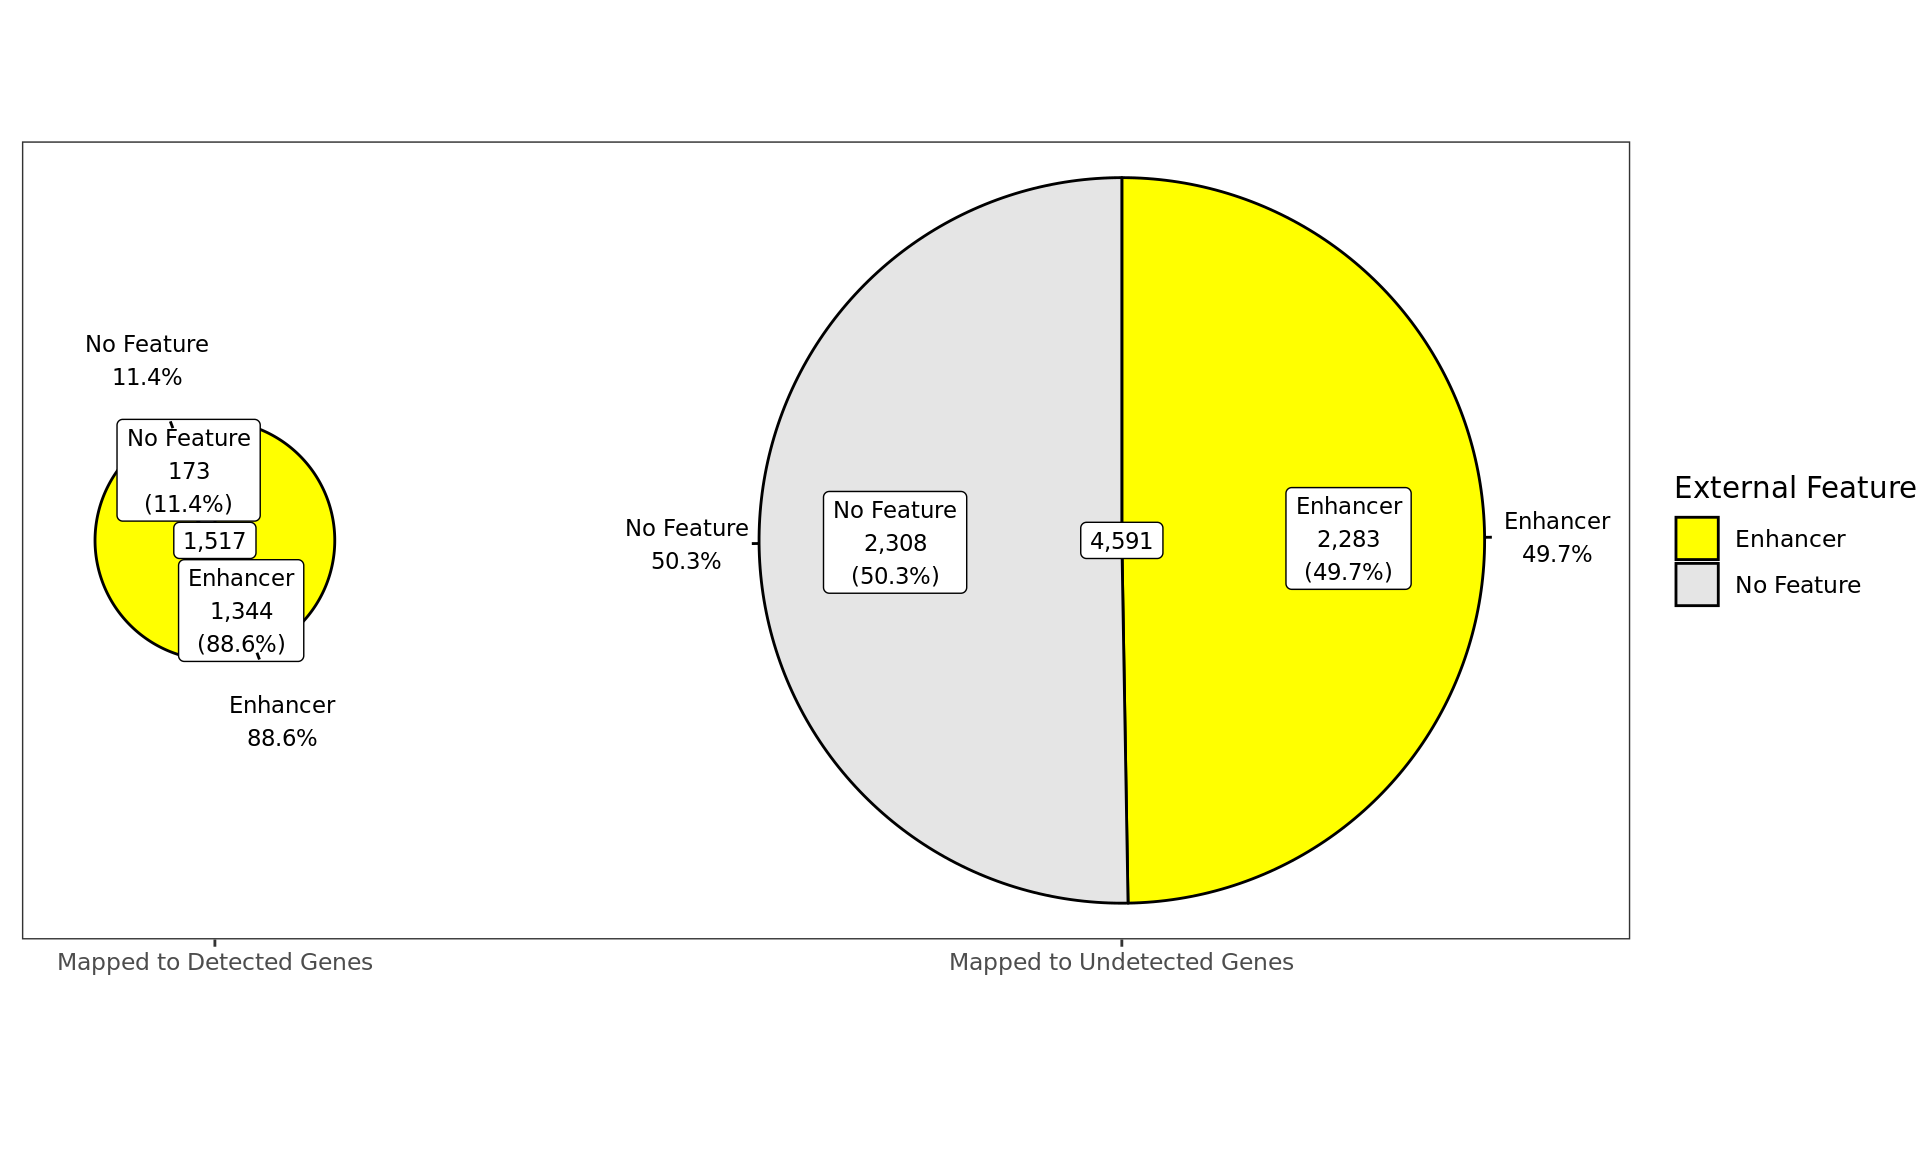 No Feature
11.4%
No Feature
173
(11.4%)
1,517
Enhancer
1,344
(88.6%)
Enhancer
88.6%
No Feature
50.3%
No Feature
2,308
(50.3%)
4,591
Enhancer
2,283
(49.7%)
Enhancer
49.7%
Mapped to Detected Genes
Mapped to Undetected Genes
External Feature
Enhancer
No Feature